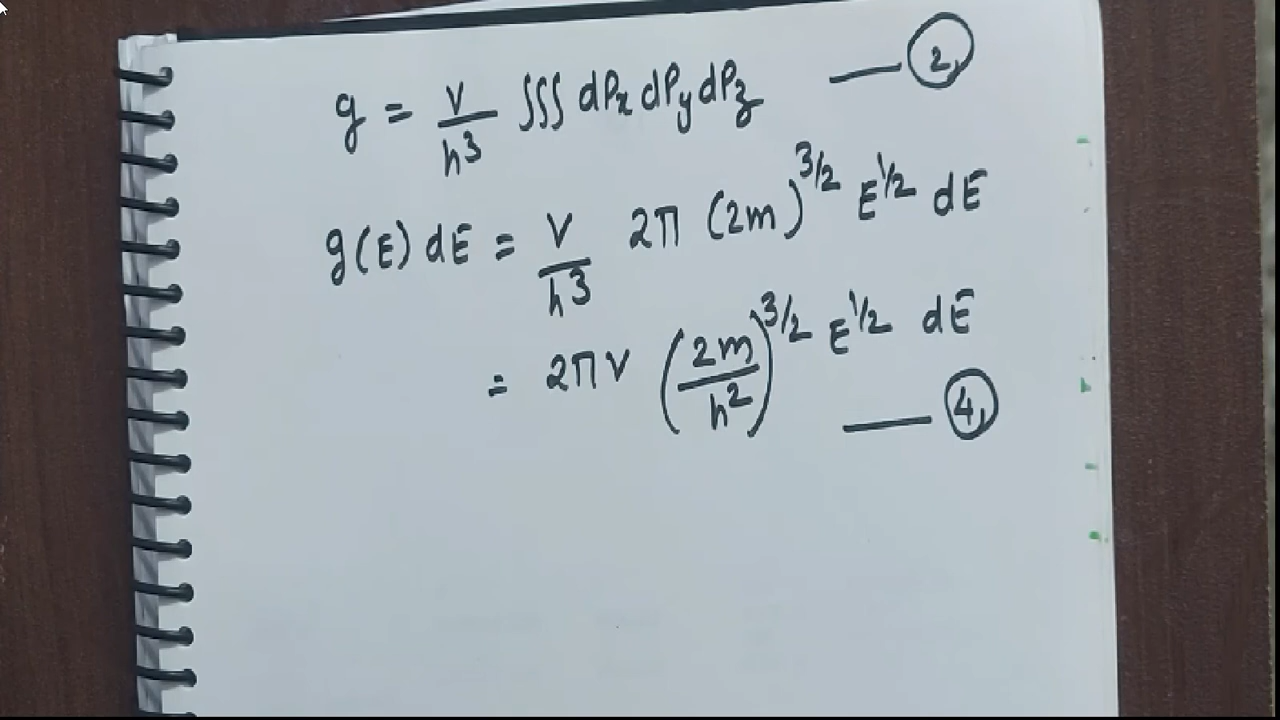 g = V/h³ ∫∫∫ dPx dPy dPz — 2,
g(E) dE = V/h³ 2π (2m)^3/2 E^1/2 dE
= 2πV (2m/h²)^3/2 E^1/2 dE
— 4,